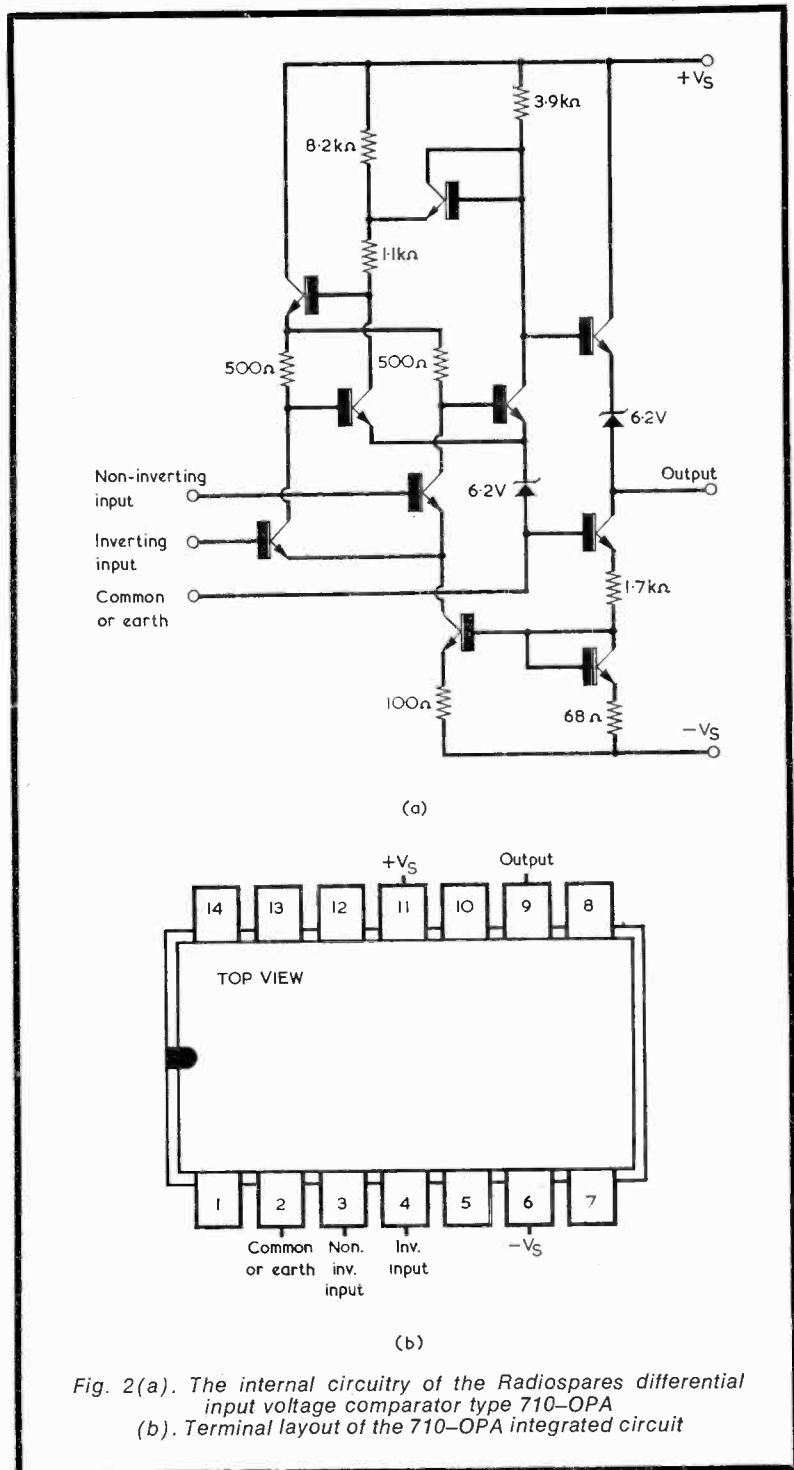 +VS
3·9kΩ
8·2kΩ
1·1kΩ
500Ω
500Ω
6·2V
Non-inverting
input
6·2V
Output
Inverting
input
Common
or earth
1·7kΩ
100Ω
68Ω
−VS
(a)
+VS
Output
14 13 12 11 10 9 8
TOP VIEW
1 2 3 4 5 6 7
Common
or earth
Non.
inv.
input
Inv.
input
−VS
(b)
Fig. 2(a). The internal circuitry of the Radiospares differential
input voltage comparator type 710–OPA
(b). Terminal layout of the 710–OPA integrated circuit